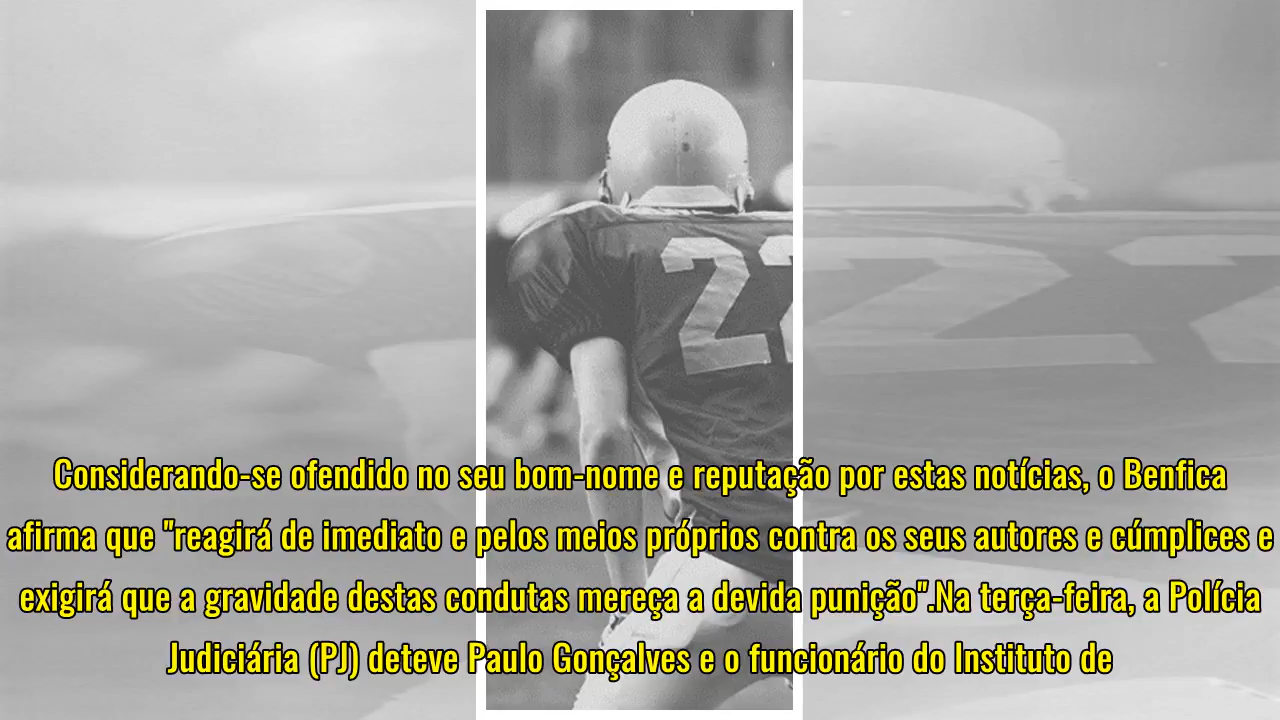 22
Considerando-se ofendido no seu bom-nome e reputação por estas notícias, o Benfica
afirma que "reagirá de imediato e pelos meios próprios contra os seus autores e cúmplices e
exigirá que a gravidade destas condutas mereça a devida punição".Na terça-feira, a Polícia
Judiciária (PJ) deteve Paulo Gonçalves e o funcionário do Instituto de